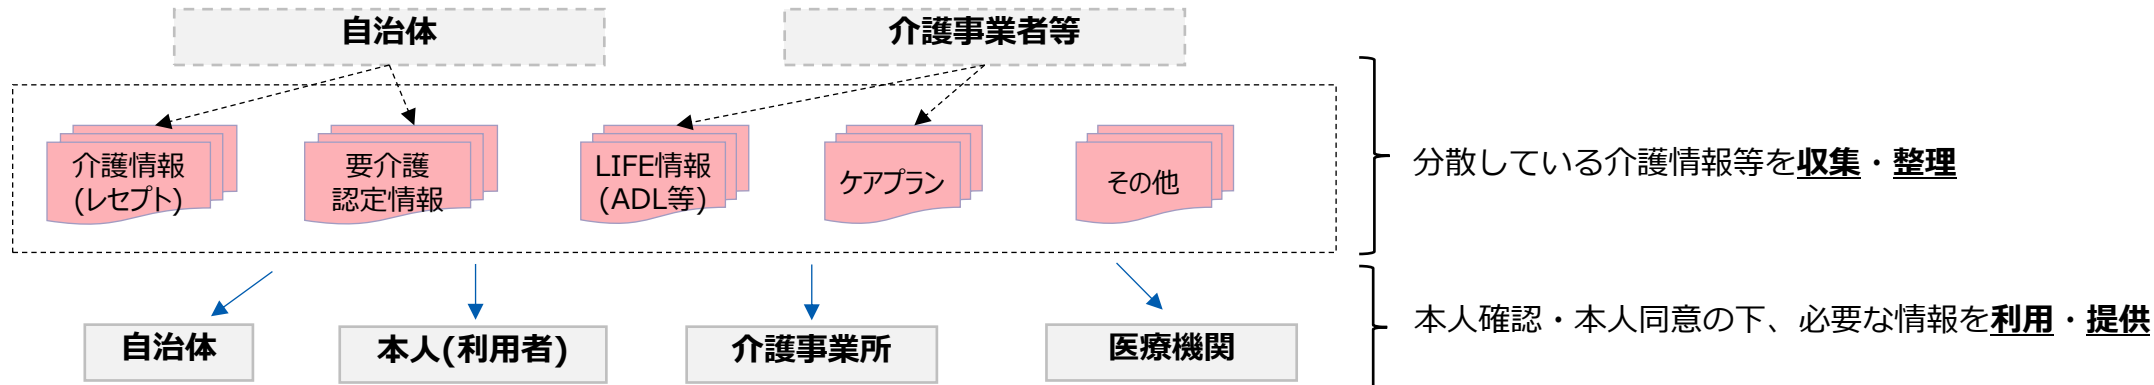 自治体
介護事業者等
介護情報
(レセプト)
要介護
認定情報
LIFE情報
(ADL等)
ケアプラン
その他
分散している介護情報等を収集・整理
自治体
本人(利用者)
介護事業所
医療機関
本人確認・本人同意の下、必要な情報を利用・提供